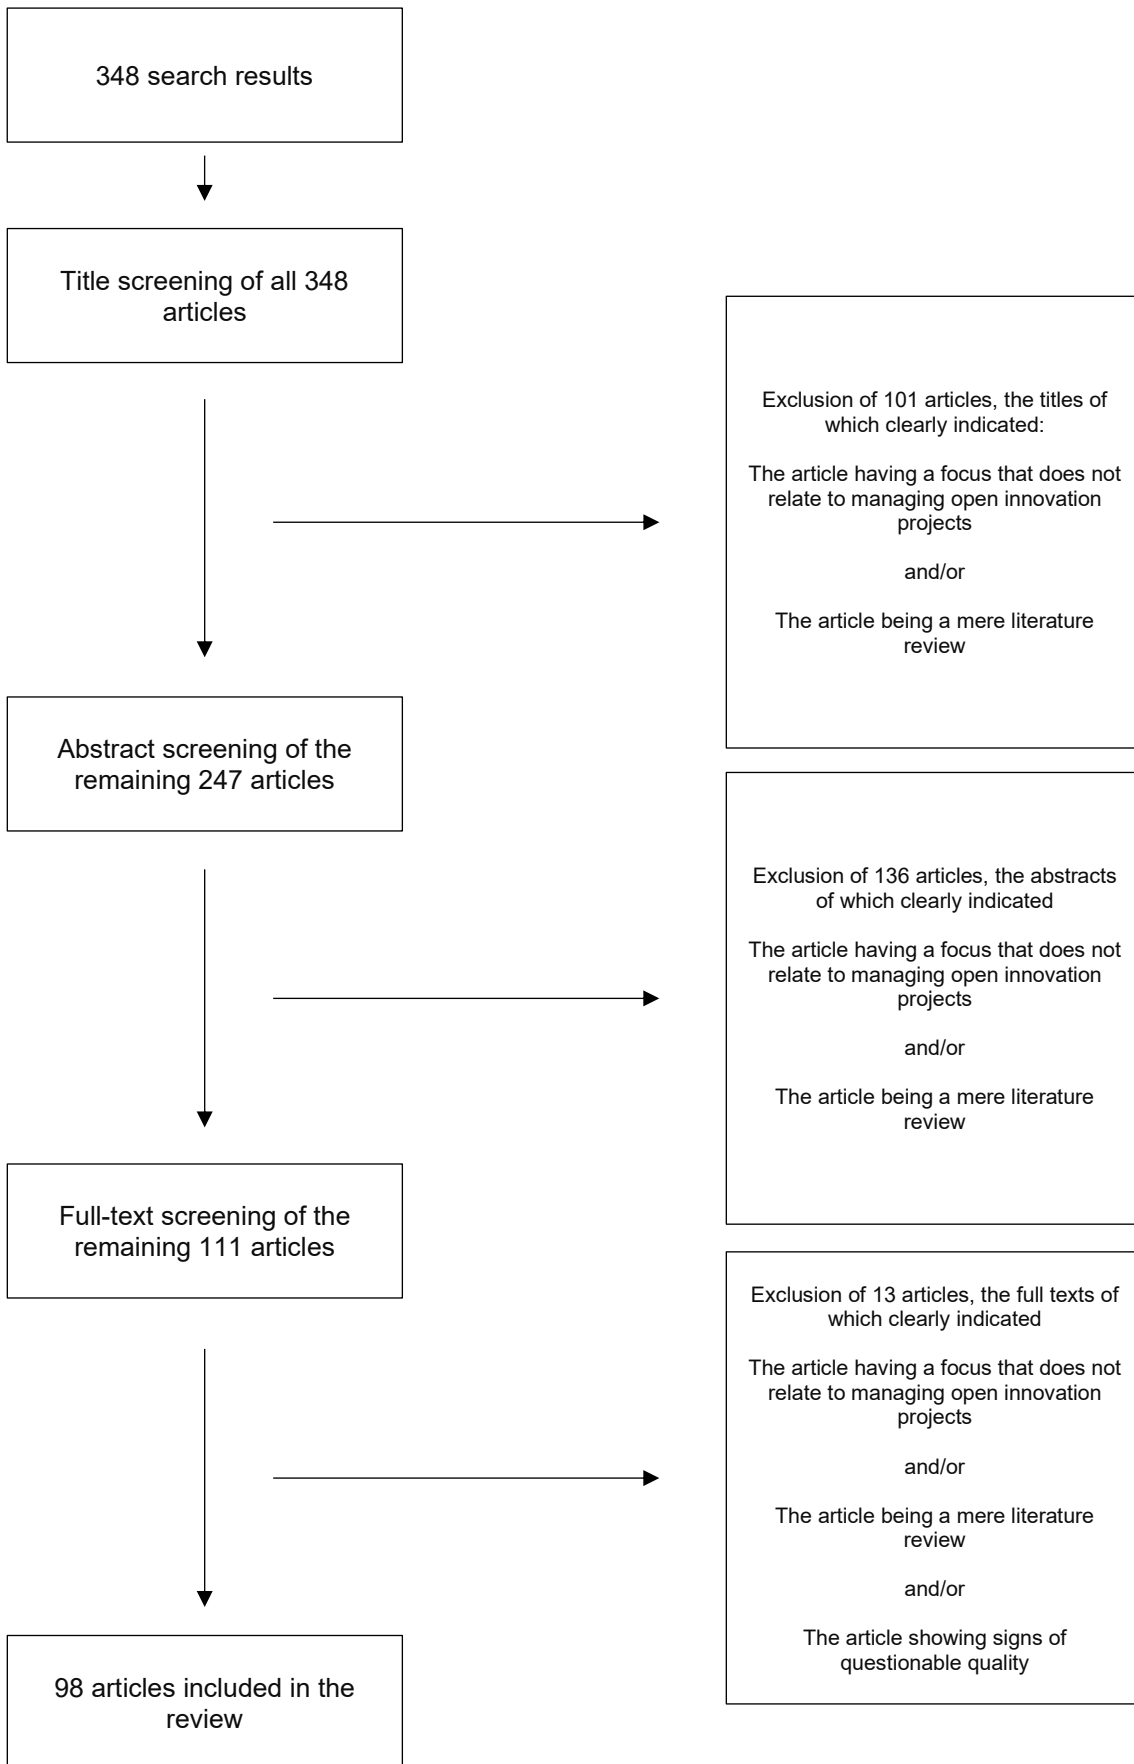 348 search results
Title screening of all 348
articles
Exclusion of 101 articles, the titles of
which clearly indicated:
The article having a focus that does not
relate to managing open innovation
projects
and/or
The article being a mere literature
review
Abstract screening of the
remaining 247 articles
Exclusion of 136 articles, the abstracts
of which clearly indicated
The article having a focus that does not
relate to managing open innovation
projects
and/or
The article being a mere literature
review
Full-text screening of the
remaining 111 articles
Exclusion of 13 articles, the full texts of
which clearly indicated
The article having a focus that does not
relate to managing open innovation
projects
and/or
The article being a mere literature
review
and/or
The article showing signs of
questionable quality
98 articles included in the
review